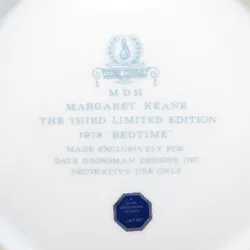 MDH
MARGARET KEANE
THE THIRD LIMITED EDITION
1978 "BEDTIME"
MADE EXCLUSIVELY FOR
DAVE GROSSMAN DESIGNS INC.
DECORATIVE USE ONLY